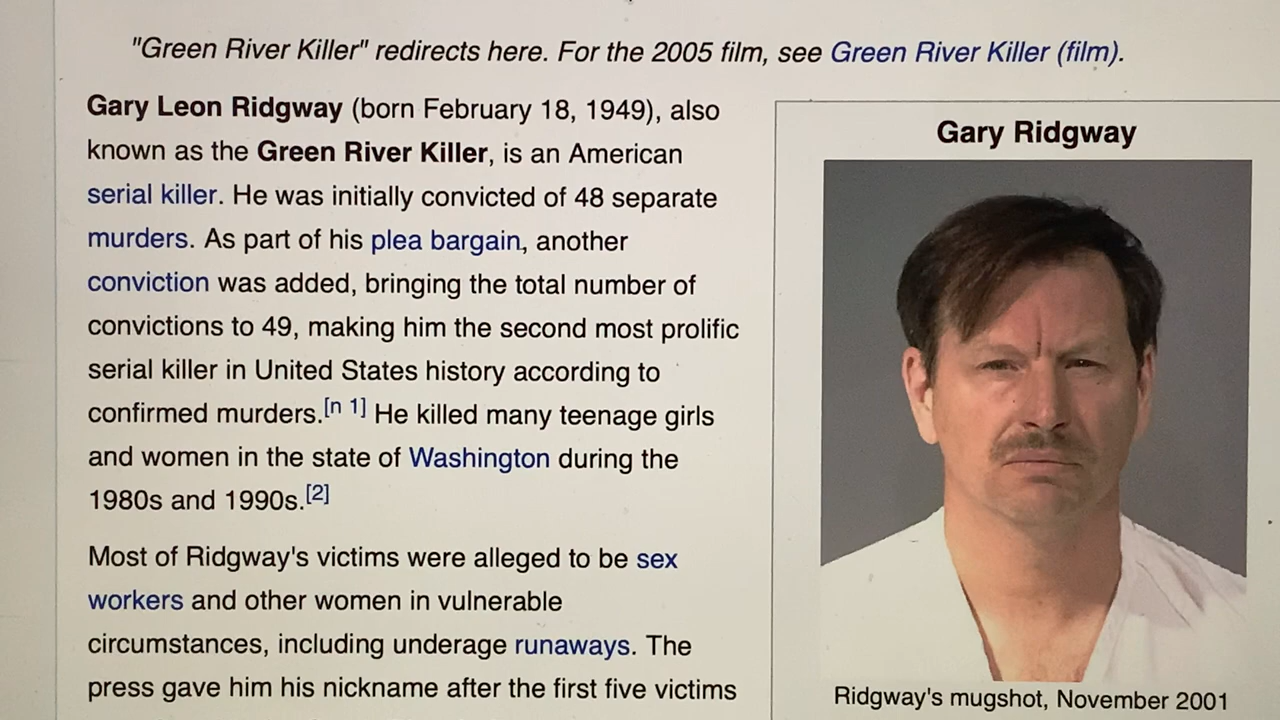 "Green River Killer" redirects here. For the 2005 film, see Green River Killer (film).
Gary Leon Ridgway (born February 18, 1949), also
known as the Green River Killer, is an American
serial killer. He was initially convicted of 48 separate
murders. As part of his plea bargain, another
conviction was added, bringing the total number of
convictions to 49, making him the second most prolific
serial killer in United States history according to
confirmed murders.[n 1] He killed many teenage girls
and women in the state of Washington during the
1980s and 1990s.[2]
Most of Ridgway's victims were alleged to be sex
workers and other women in vulnerable
circumstances, including underage runaways. The
press gave him his nickname after the first five victims
Gary Ridgway
Ridgway's mugshot, November 2001